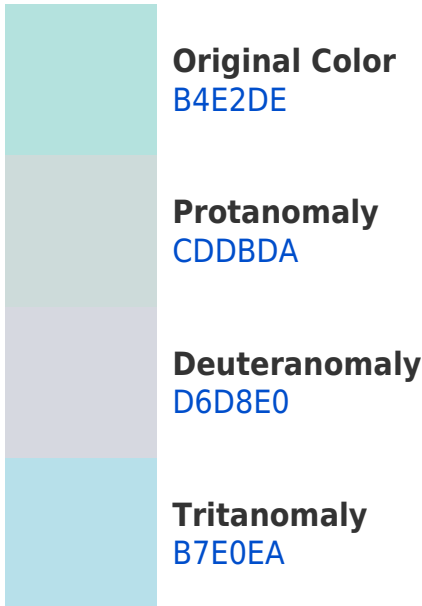 Original Color
B4E2DE
Protanomaly
CDDBDA
Deuteranomaly
D6D8E0
Tritanomaly
B7E0EA